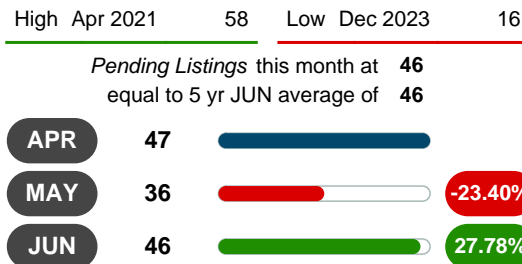 High Apr 2021 58 Low Dec 2023 16
Pending Listings this month at 46
equal to 5 yr JUN average of 46
APR 47
MAY 36 -23.40%
JUN 46 27.78%